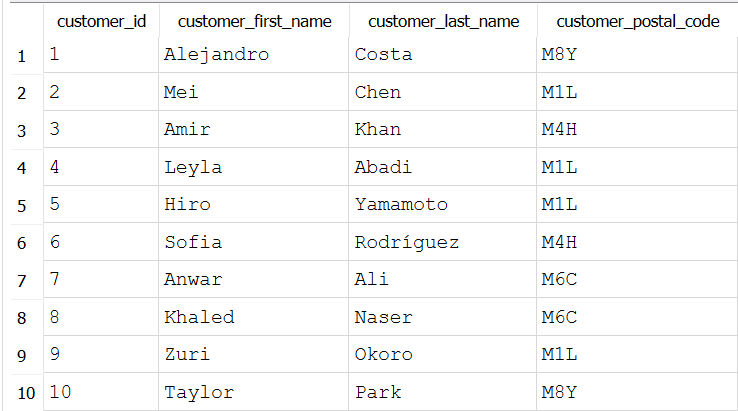 customer_id customer_first_name customer_last_name customer_postal_code
1 1 Alejandro Costa M8Y
2 2 Mei Chen M1L
3 3 Amir Khan M4H
4 4 Leyla Abadi M1L
5 5 Hiro Yamamoto M1L
6 6 Sofia Rodríguez M4H
7 7 Anwar Ali M6C
8 8 Khaled Naser M6C
9 9 Zuri Okoro M1L
10 10 Taylor Park M8Y